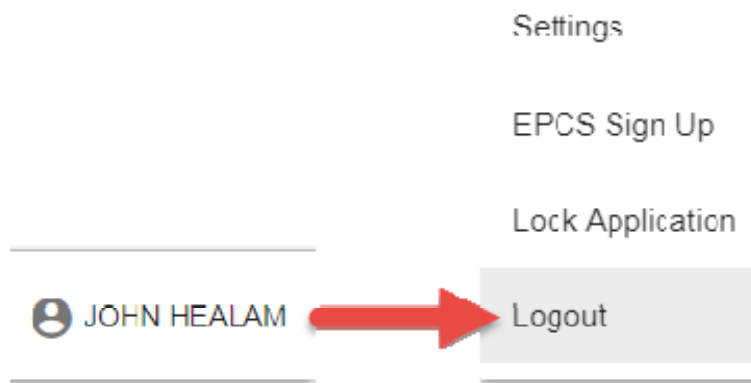 Settings
EPCS Sign Up
Lock Application
JOHN HEALAM
Logout